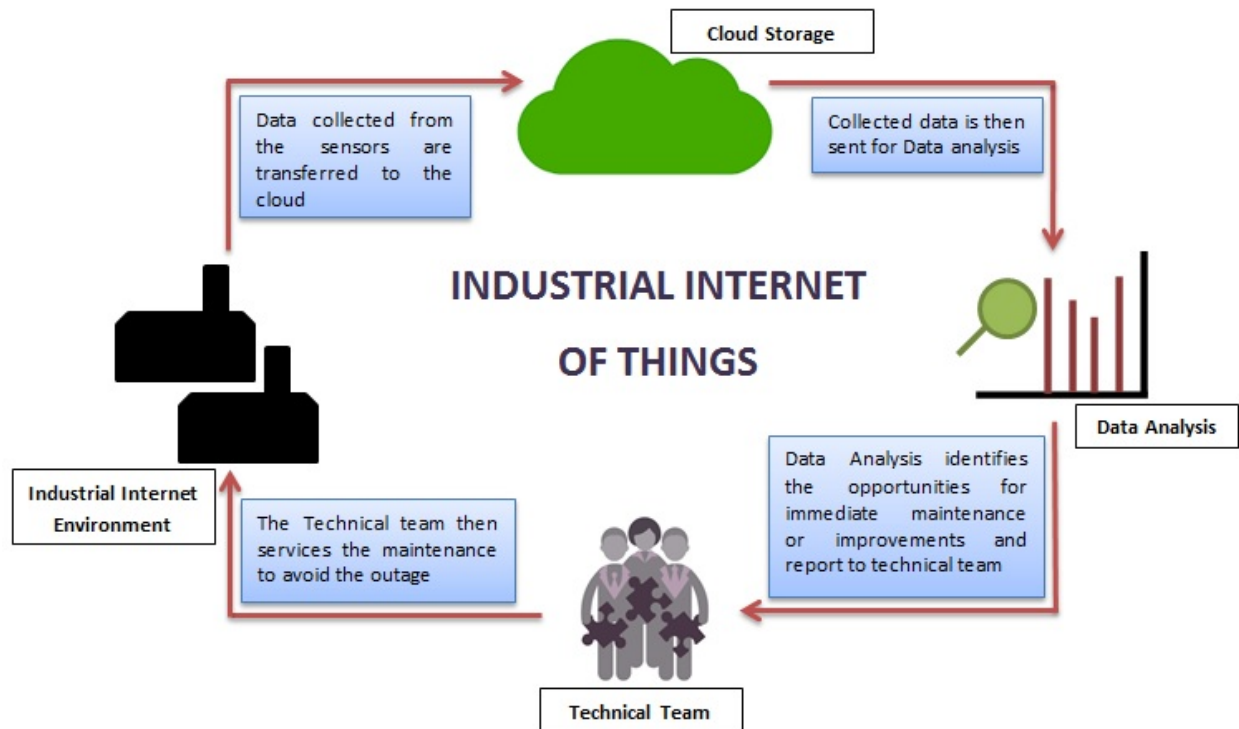 Cloud Storage
Data collected from
the sensors are
transferred to the
cloud
Collected data is then
sent for Data analysis
INDUSTRIAL INTERNET
OF THINGS
Data Analysis
Data Analysis identifies
the opportunities for
immediate maintenance
or improvements and
report to technical team
Industrial Internet
Environment
The Technical team then
services the maintenance
to avoid the outage
Technical Team